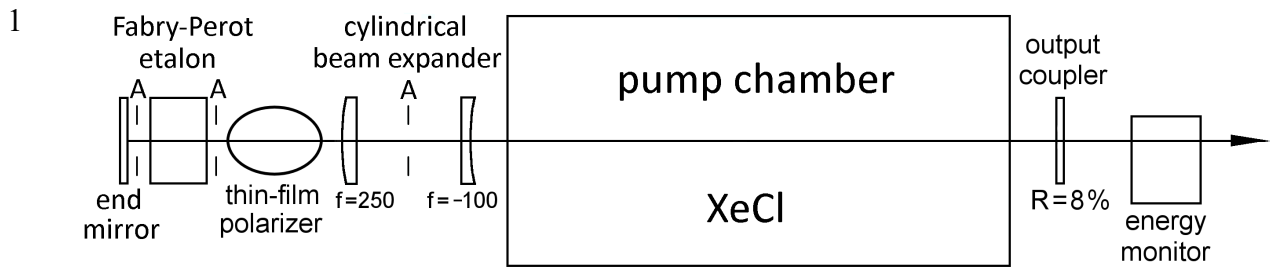 1
Fabry-Perot
etalon
A
A
cylindrical
beam expander
A
pump chamber
XeCl
output
coupler
end
mirror
thin-film
polarizer
f=250
f=-100
R=8%
energy
monitor